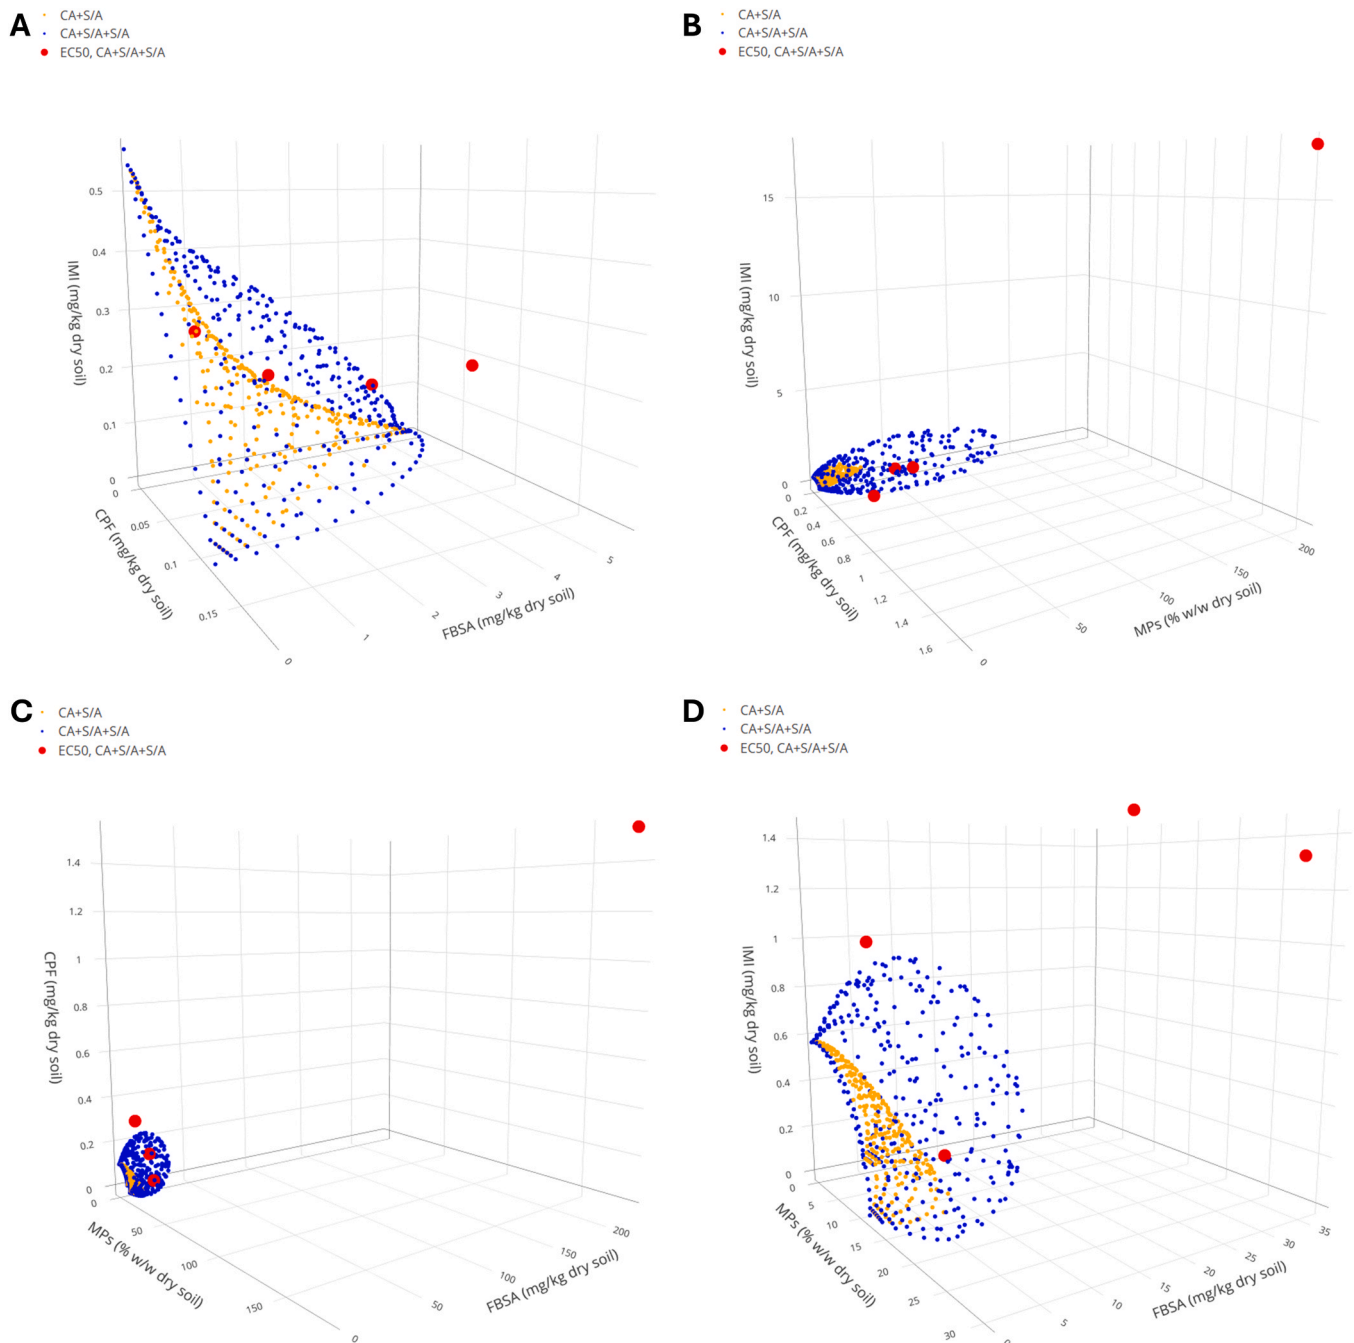 A
CA+S/A
CA+S/A+S/A
EC50, CA+S/A+S/A
0.5
0.4
0.3
0.2
0.1
0
IMI (mg/kg dry soil)
0
0.05
0.1
0.15
CPF (mg/kg dry soil)
0
1
2
3
4
5
FBSA (mg/kg dry soil)
B
CA+S/A
CA+S/A+S/A
EC50, CA+S/A+S/A
15
10
5
0
IMI (mg/kg dry soil)
0
0.2
0.4
0.6
0.8
1
1.2
1.4
1.6
CPF (mg/kg dry soil)
0
50
100
150
200
MPs (% w/w dry soil)
C
CA+S/A
CA+S/A+S/A
EC50, CA+S/A+S/A
1.4
1.2
1
0.8
0.6
0.4
0.2
0
CPF (mg/kg dry soil)
0
50
100
150
MPs (% w/w dry soil)
0
50
100
150
200
FBSA (mg/kg dry soil)
D
CA+S/A
CA+S/A+S/A
EC50, CA+S/A+S/A
1.4
1.2
1
0.8
0.6
0.4
0.2
0
IMI (mg/kg dry soil)
0
5
10
15
20
25
30
MPs (% w/w dry soil)
5
10
15
20
25
30
35
FBSA (mg/kg dry soil)